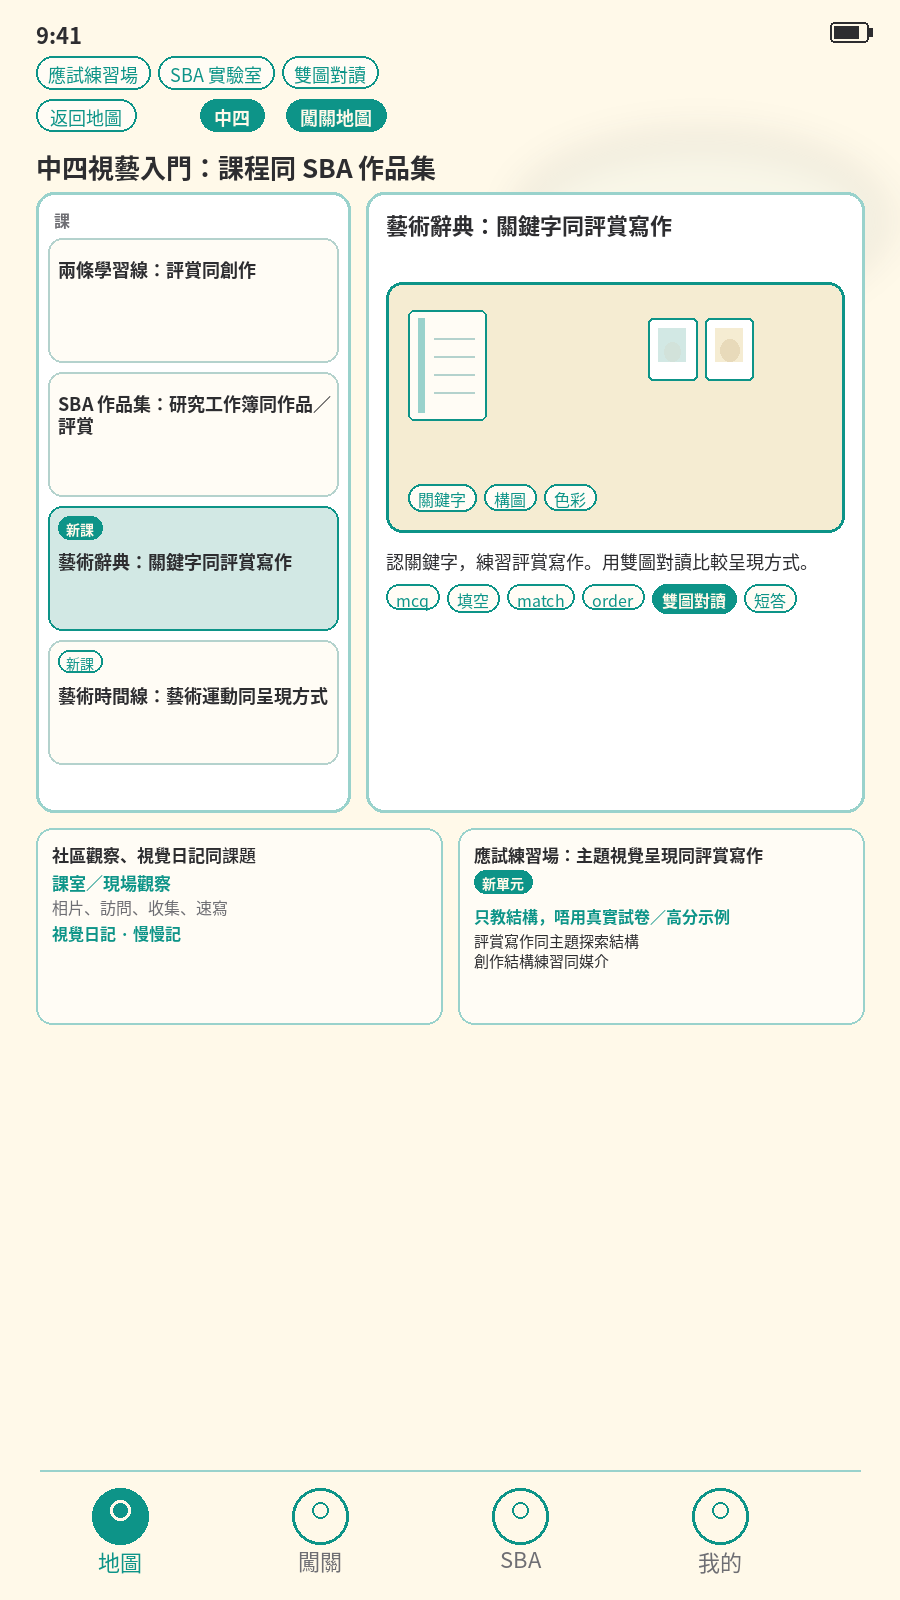 9:41
應試練習場
SBA 實驗室
雙圖對讀
返回地圖
中四
闖關地圖
中四視藝入門：課程同 SBA 作品集
課
兩條學習線：評賞同創作
SBA 作品集：研究工作簿同作品／
評賞
新課
藝術辭典：關鍵字同評賞寫作
新課
藝術時間線：藝術運動同呈現方式
藝術辭典：關鍵字同評賞寫作
關鍵字
構圖
色彩
認關鍵字，練習評賞寫作。用雙圖對讀比較呈現方式。
mcq
填空
match
order
雙圖對讀
短答
社區觀察、視覺日記同課題
課室／現場觀察
相片、訪問、收集、速寫
視覺日記 · 慢慢記
應試練習場：主題視覺呈現同評賞寫作
新單元
只教結構，唔用真實試卷／高分示例
評賞寫作同主題探索結構
創作結構練習同媒介
地圖
闖關
SBA
我的